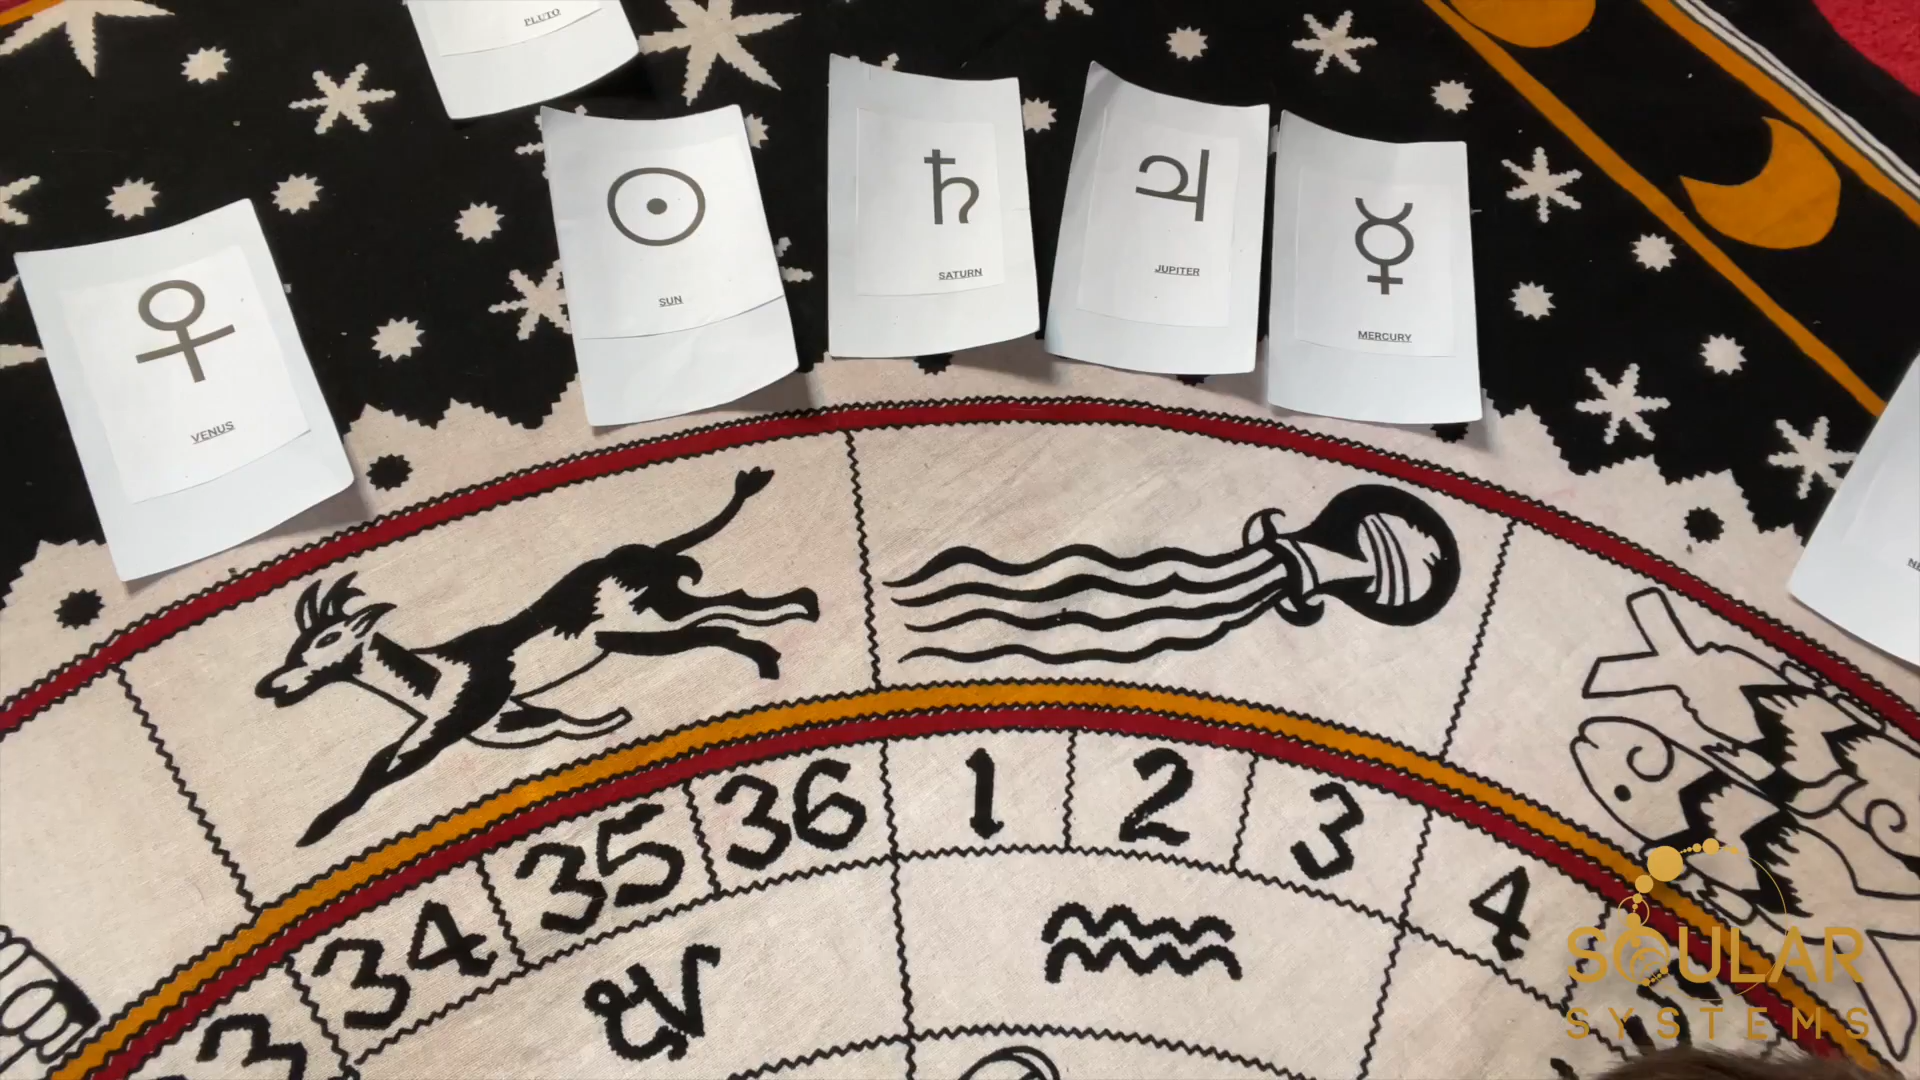 PLUTO
VENUS
SUN
SATURN
JUPITER
MERCURY
34
35
36
1
2
3
4
SOULAR
SYSTEMS